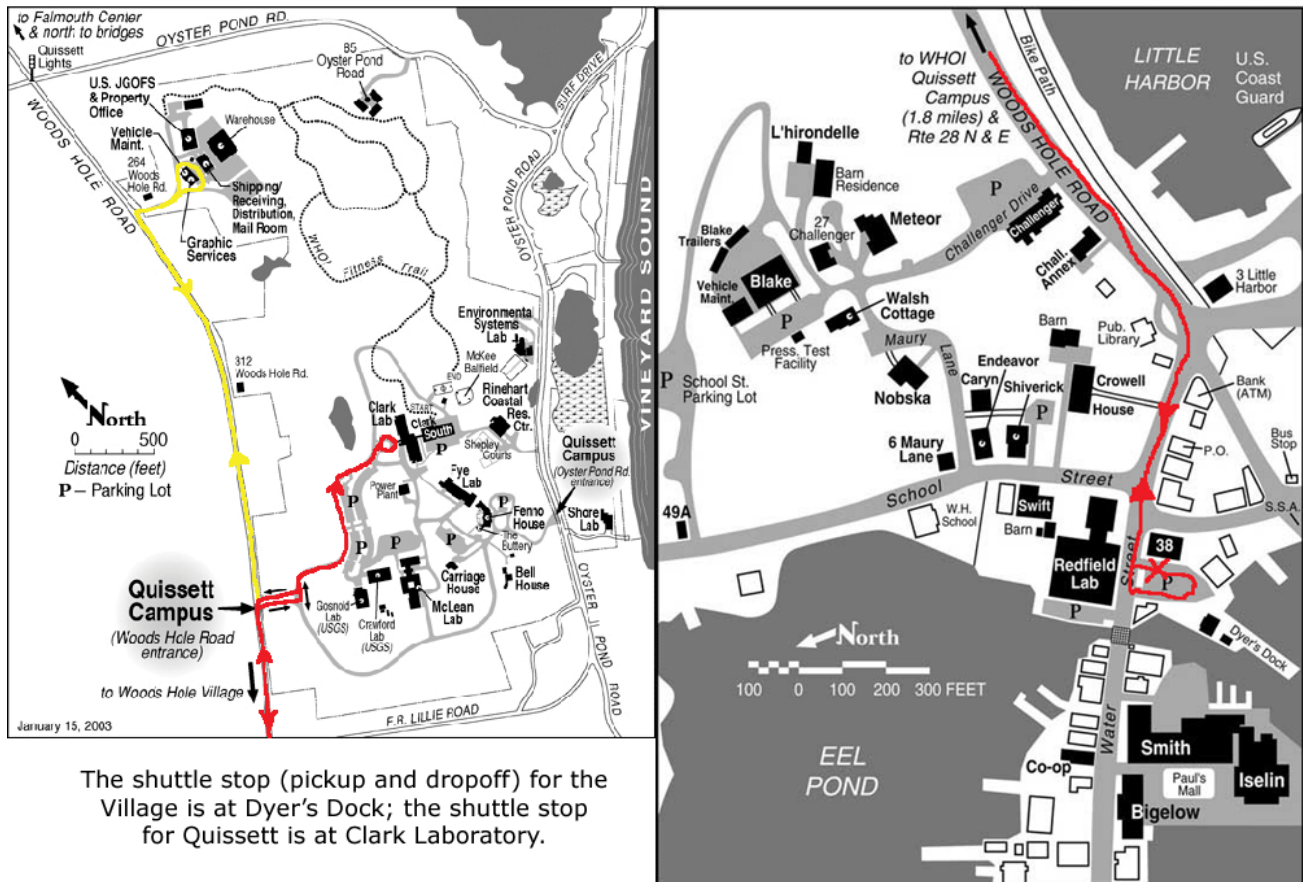 to Falmouth Center
& north to bridges
OYSTER POND RD.
Quissett
Lights
85
Oyster Pond
Road
U.S. JGOFS
& Property
Office
Warehouse
Vehicle
Maint.
264
Woods
Hole Rd.
WOODS HOLE ROAD
Shipping/
Receiving,
Distribution,
Mail Room
Graphic
Services
SURF DRIVE
OYSTER POND ROAD
VINEYARD SOUND
WHOI Fitness Trail
Environmental
Systems
Lab
McKee
Ballfield
END
START
312
Woods Hole Rd.
North
0 500
Distance (feet)
P – Parking Lot
Clark
Lab
Clark
South
P
Rinehart
Coastal
Res.
Ctr.
Shepley
Courts
Quissett
Campus
(Oyster Pond Rd.
entrance)
Power
Plant
Fye
Lab
P
P
Fenno
House
The
Buttery
Shore
Lab
P
P
Quissett
Campus
(Woods Hole Road
entrance)
Gosnold
Lab
(USGS)
Crawford
Lab
(USGS)
McLean
Lab
Carriage
House
P
Bell
House
to Woods Hole Village
F.R. LILLIE ROAD
OYSTER POND ROAD
January 15, 2003
The shuttle stop (pickup and dropoff) for the
Village is at Dyer's Dock; the shuttle stop
for Quissett is at Clark Laboratory.
to WHOI
Quissett
Campus
(1.8 miles) &
Rte 28 N & E
WOODS HOLE ROAD
Bike Path
LITTLE
HARBOR
U.S.
Coast
Guard
L'hirondelle
Barn
Residence
P
Blake
Trailers
27
Challenger
Meteor
Challenger Drive
Challenger
Chall.
Annex
3 Little
Harbor
Vehicle
Maint.
Blake
P
Walsh
Cottage
Press. Test
Facility
Maury
Lane
Barn
Pub.
Library
P
School St.
Parking Lot
Nobska
Endeavor
Caryn
Shiverick
P
Crowell
House
Bank
(ATM)
6 Maury
Lane
P.O.
Bus
Stop
School
Street
49A
W.H.
School
Swift
Barn
S.S.A.
Redfield
Lab
Street
38
P
P
North
100 0 100 200 300 FEET
Dyer's Dock
EEL
POND
Water
Co-op
Smith
Paul's
Mall
Iselin
Bigelow